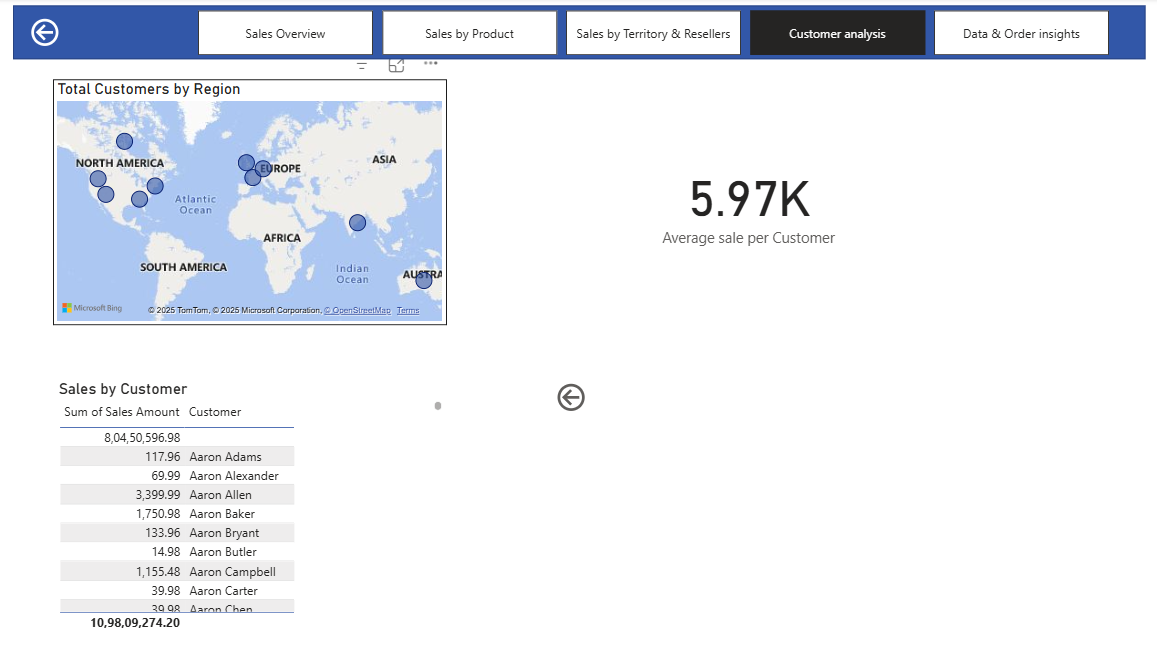 Sales Overview
Sales by Product
Sales by Territory & Resellers
Customer analysis
Data & Order insights
Total Customers by Region
NORTH AMERICA
EUROPE
ASIA
Atlantic
Ocean
AFRICA
SOUTH AMERICA
Indian
Ocean
AUSTRA
Microsoft Bing
© 2025 TomTom, © 2025 Microsoft Corporation, © OpenStreetMap Terms
5.97K
Average sale per Customer
Sales by Customer
Sum of Sales Amount Customer
8,04,50,596.98
117.96 Aaron Adams
69.99 Aaron Alexander
3,399.99 Aaron Allen
1,750.98 Aaron Baker
133.96 Aaron Bryant
14.98 Aaron Butler
1,155.48 Aaron Campbell
39.98 Aaron Carter
39.98 Aaron Chen
10,98,09,274.20